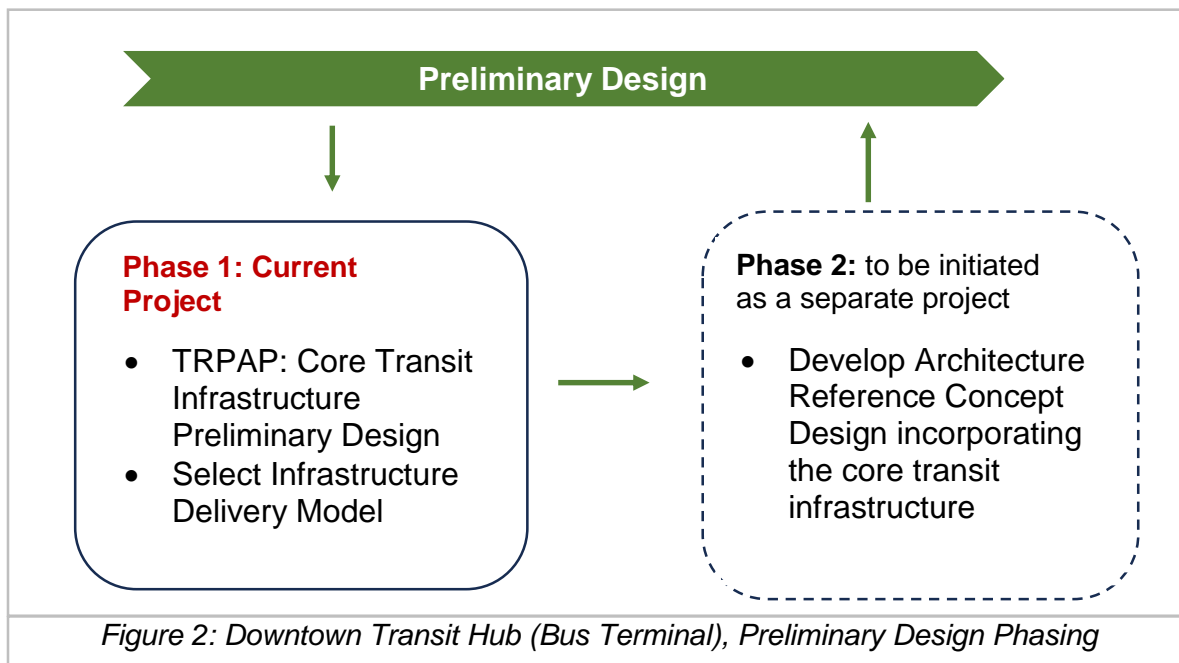 Preliminary Design
Phase 1: Current
Project
• TRPAP: Core Transit
Infrastructure
Preliminary Design
• Select Infrastructure
Delivery Model
Phase 2: to be initiated
as a separate project
• Develop Architecture
Reference Concept
Design incorporating
the core transit
infrastructure
Figure 2: Downtown Transit Hub (Bus Terminal), Preliminary Design Phasing